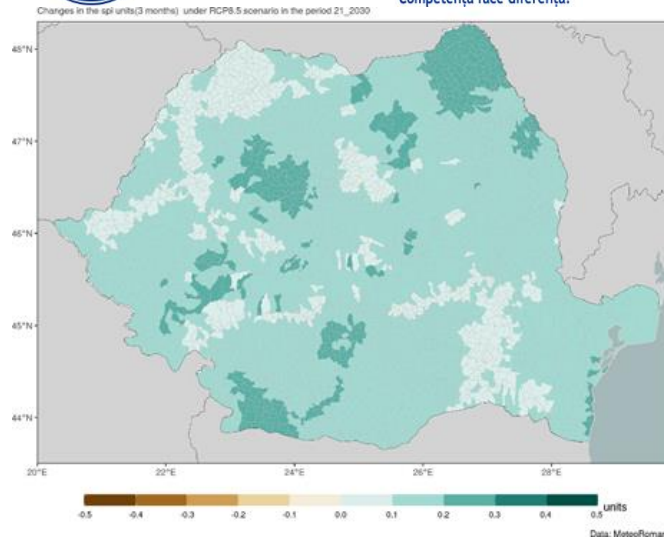 competența face diferența!
Changes in the spi units(3 months) under RCP8.5 scenario in the period 21_2030
48°N
47°N
46°N
45°N
44°N
20°E 22°E 24°E 26°E 28°E
-0.5 -0.4 -0.3 -0.2 -0.1 0.0 0.1 0.2 0.3 0.4 0.5 units
Data: MeteoRoman